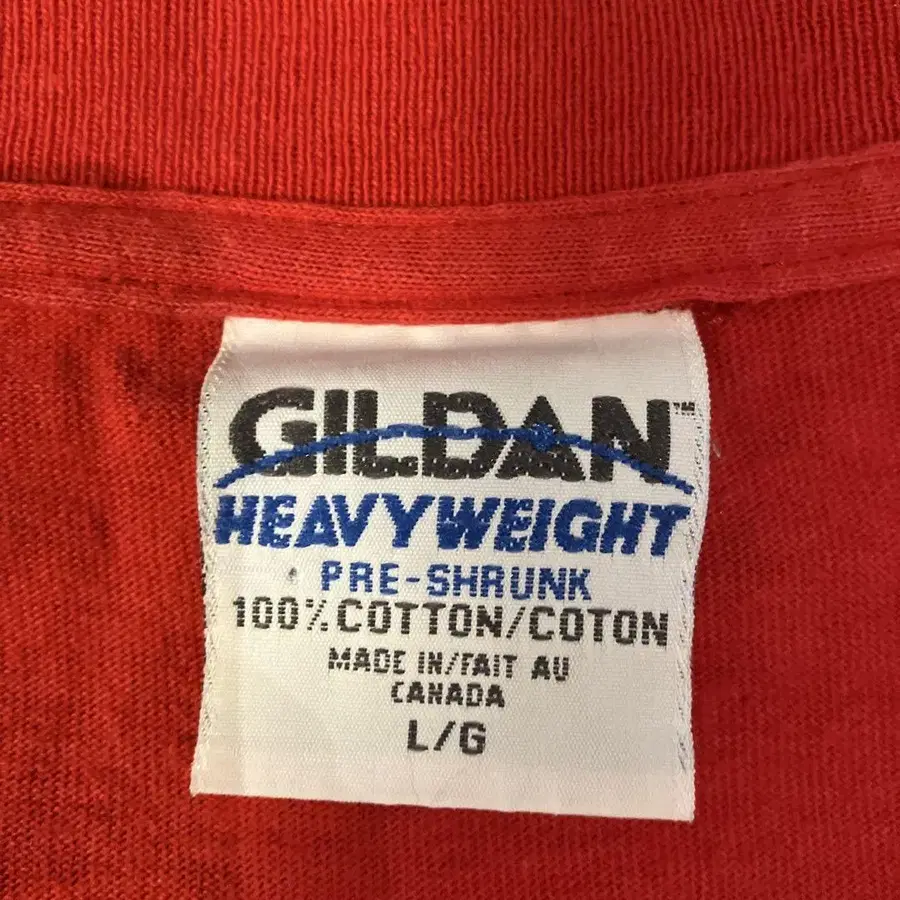 GILDAN™
HEAVYWEIGHT
PRE-SHRUNK
100% COTTON/COTON
MADE IN/FAIT AU
CANADA
L/G